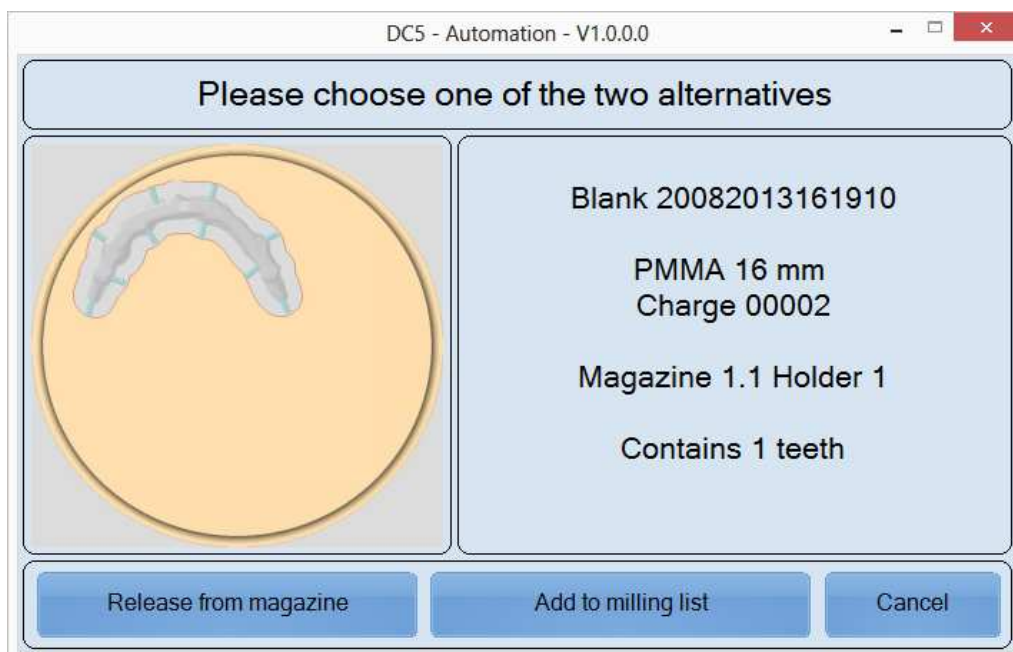 DC5 - Automation - V1.0.0.0
Please choose one of the two alternatives
Blank 20082013161910
PMMA 16 mm
Charge 00002
Magazine 1.1 Holder 1
Contains 1 teeth
Release from magazine
Add to milling list
Cancel